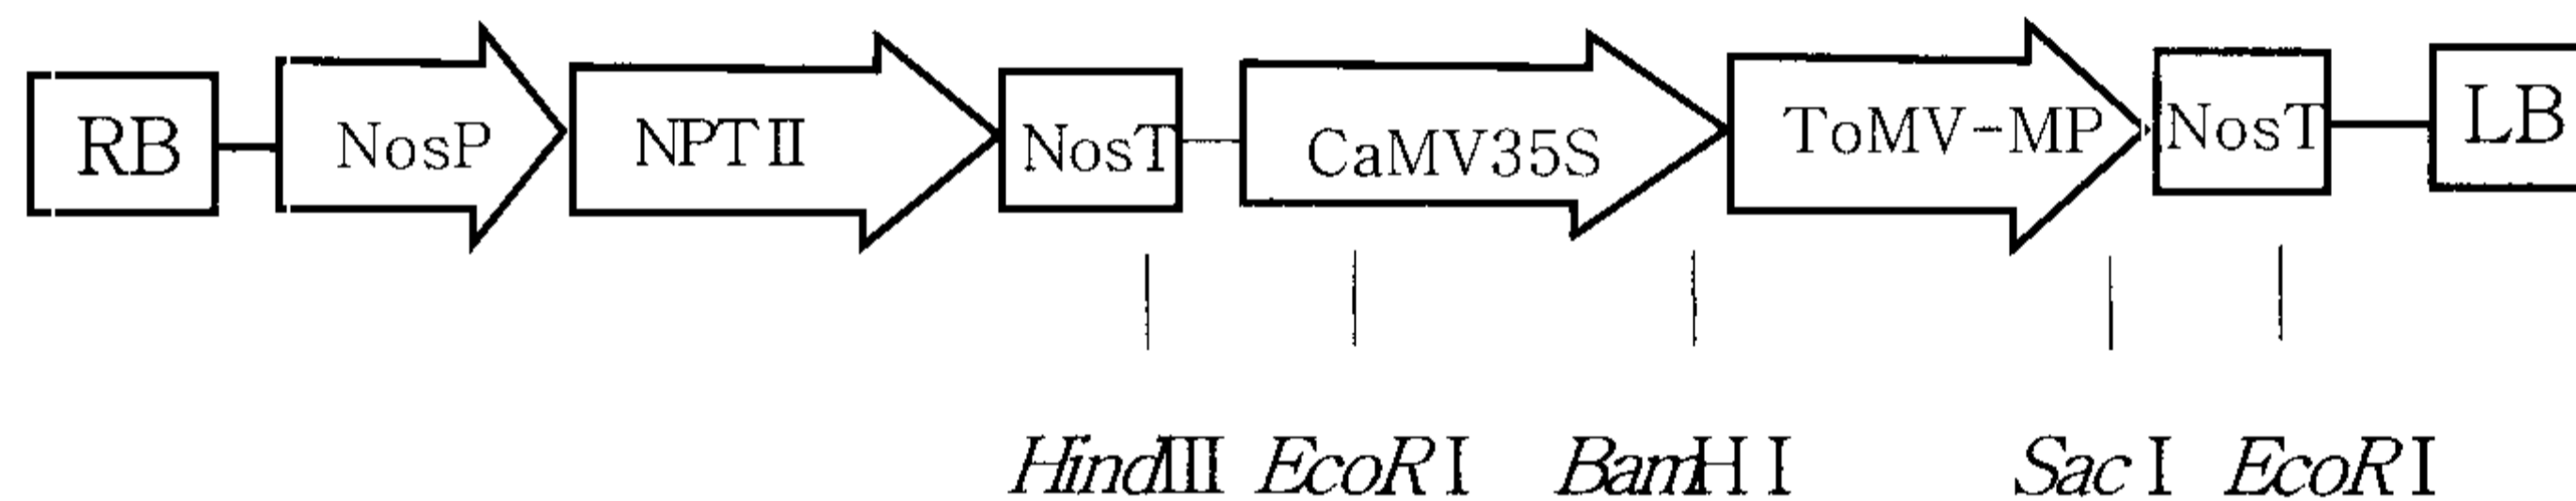 RB NosP NPTII NosT CaMV35S ToMV-MP NosT LB
HindIII EcoRI BamHI SacI EcoRI